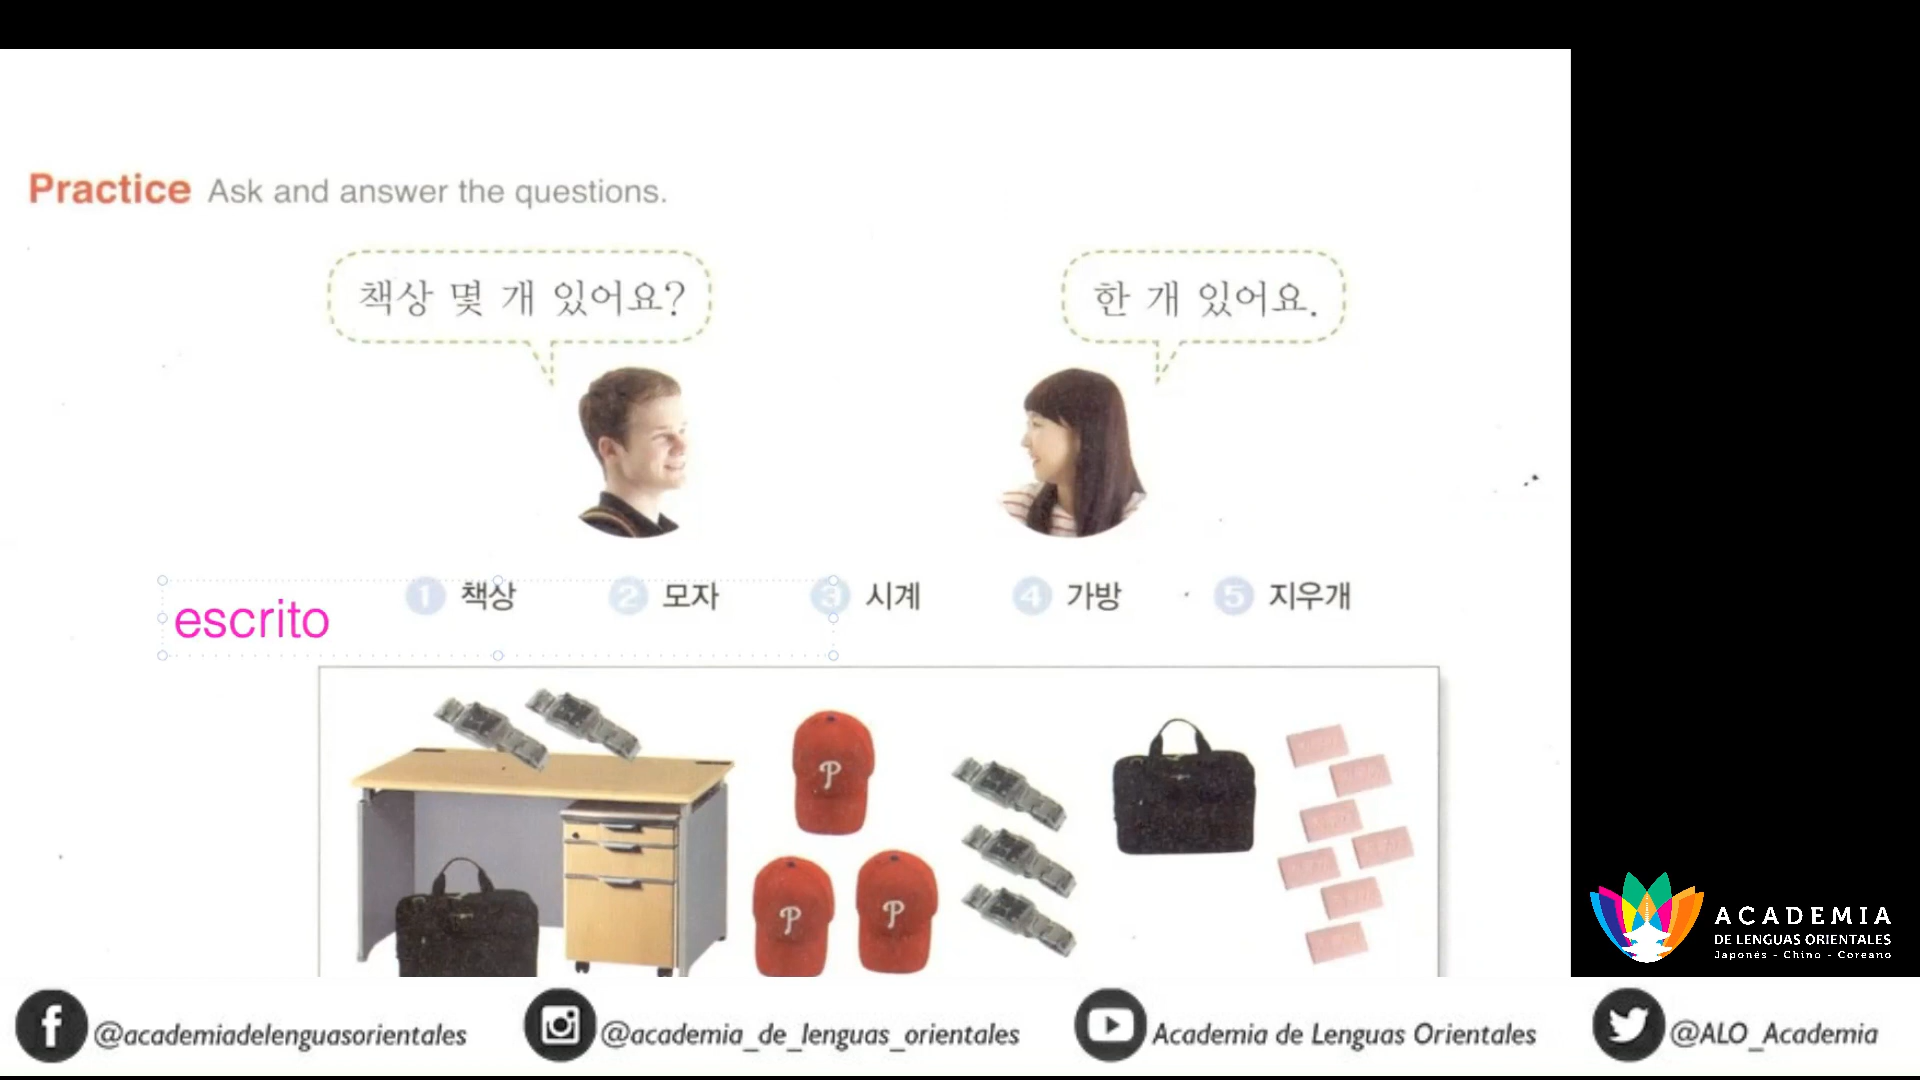 Practice Ask and answer the questions.
책상 몇 개 있어요?
한 개 있어요.
1 책상 2 모자 3 시계 4 가방 5 지우개
escrito
P
P
P
ACADEMIA
DE LENGUAS ORIENTALES
Japonés - Chino - Coreano
@academiadelenguasorientales @academia_de_lenguas_orientales Academia de Lenguas Orientales @ALO_Academia